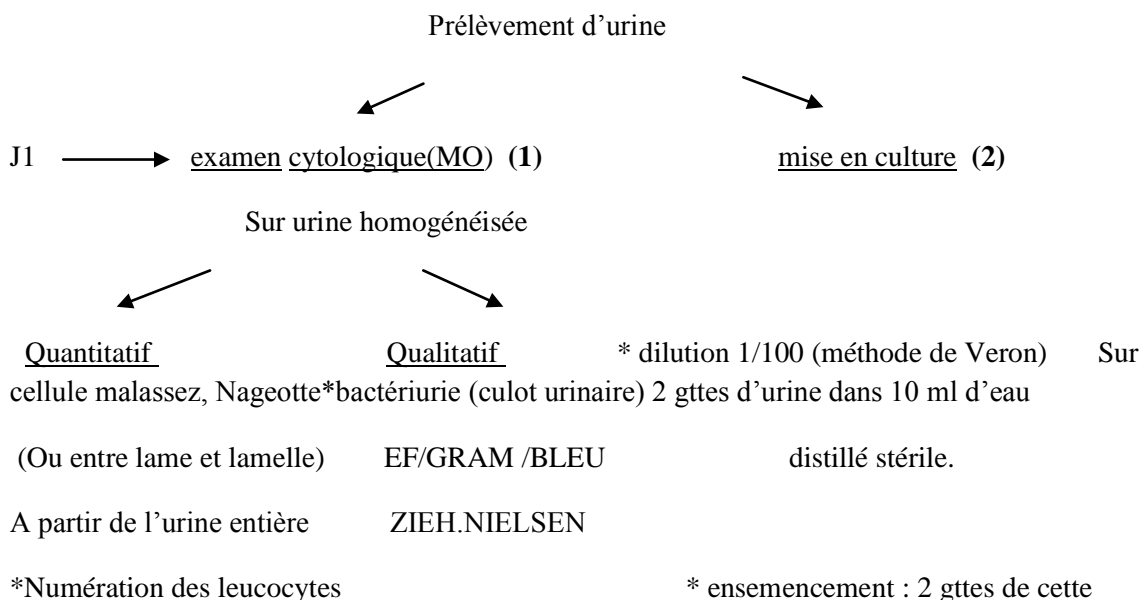 Prélèvement d’urine
J1 examen cytologique(MO) (1) mise en culture (2)
Sur urine homogénéisée
Quantitatif Qualitatif * dilution 1/100 (méthode de Veron) Sur
cellule malassez, Nageotte*bactériurie (culot urinaire) 2 gttes d’urine dans 10 ml d’eau
(Ou entre lame et lamelle) EF/GRAM /BLEU distillé stérile.
A partir de l’urine entière ZIEH.NIELSEN
*Numération des leucocytes * ensemencement : 2 gttes de cette